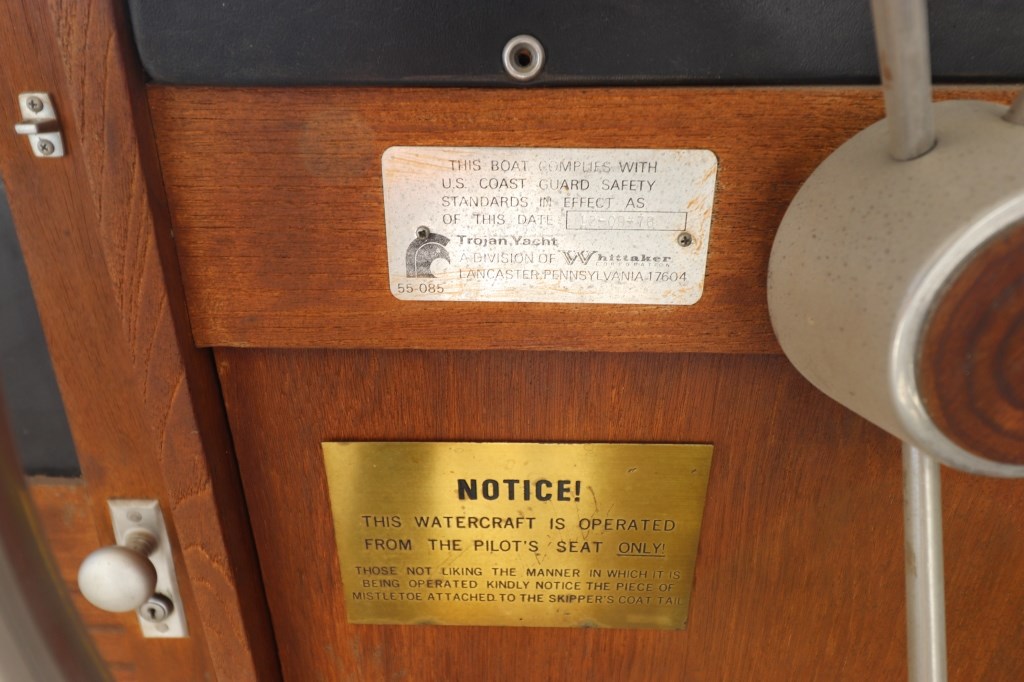 THIS BOAT COMPLIES WITH
U.S. COAST GUARD SAFETY
STANDARDS IN EFFECT AS
OF THIS DATE
Trojan Yacht
A DIVISION OF Whittaker
CORPORATION
LANCASTER, PENNSYLVANIA 17604
55-085
NOTICE!
THIS WATERCRAFT IS OPERATED
FROM THE PILOT'S SEAT ONLY!
THOSE NOT LIKING THE MANNER IN WHICH IT IS
BEING OPERATED KINDLY NOTICE THE PIECE OF
MISTLETOE ATTACHED TO THE SKIPPER'S COAT TAIL